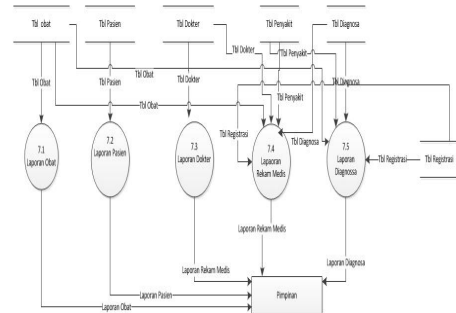 Tbl obat
Tbl Pasien
Tbl Dokter
Tbl Penyakit
Tbl Diagnosa
Tbl Dokter
Tbl Penyakit
Tbl Obat
Tbl Pasien
Tbl Dokter
Tbl Obat
Tbl Diagnosa
Tbl Penyakit
Tbl Obat
Tbl Registrasi
Tbl Diagnosa
7.1
Laporan Obat
7.2
Laporan Pasien
7.3
Laporan Dokter
7.4
Lapaoran
Rekam Medis
7.5
Laporan
Diagnossa
Tbl Registrasi
Tbl Registrasi
Laporan Rekam Medis
Laporan Rekam Medis
Laporan Diagnosa
Laporan Pasien
Laporan Obat
Pimpinan